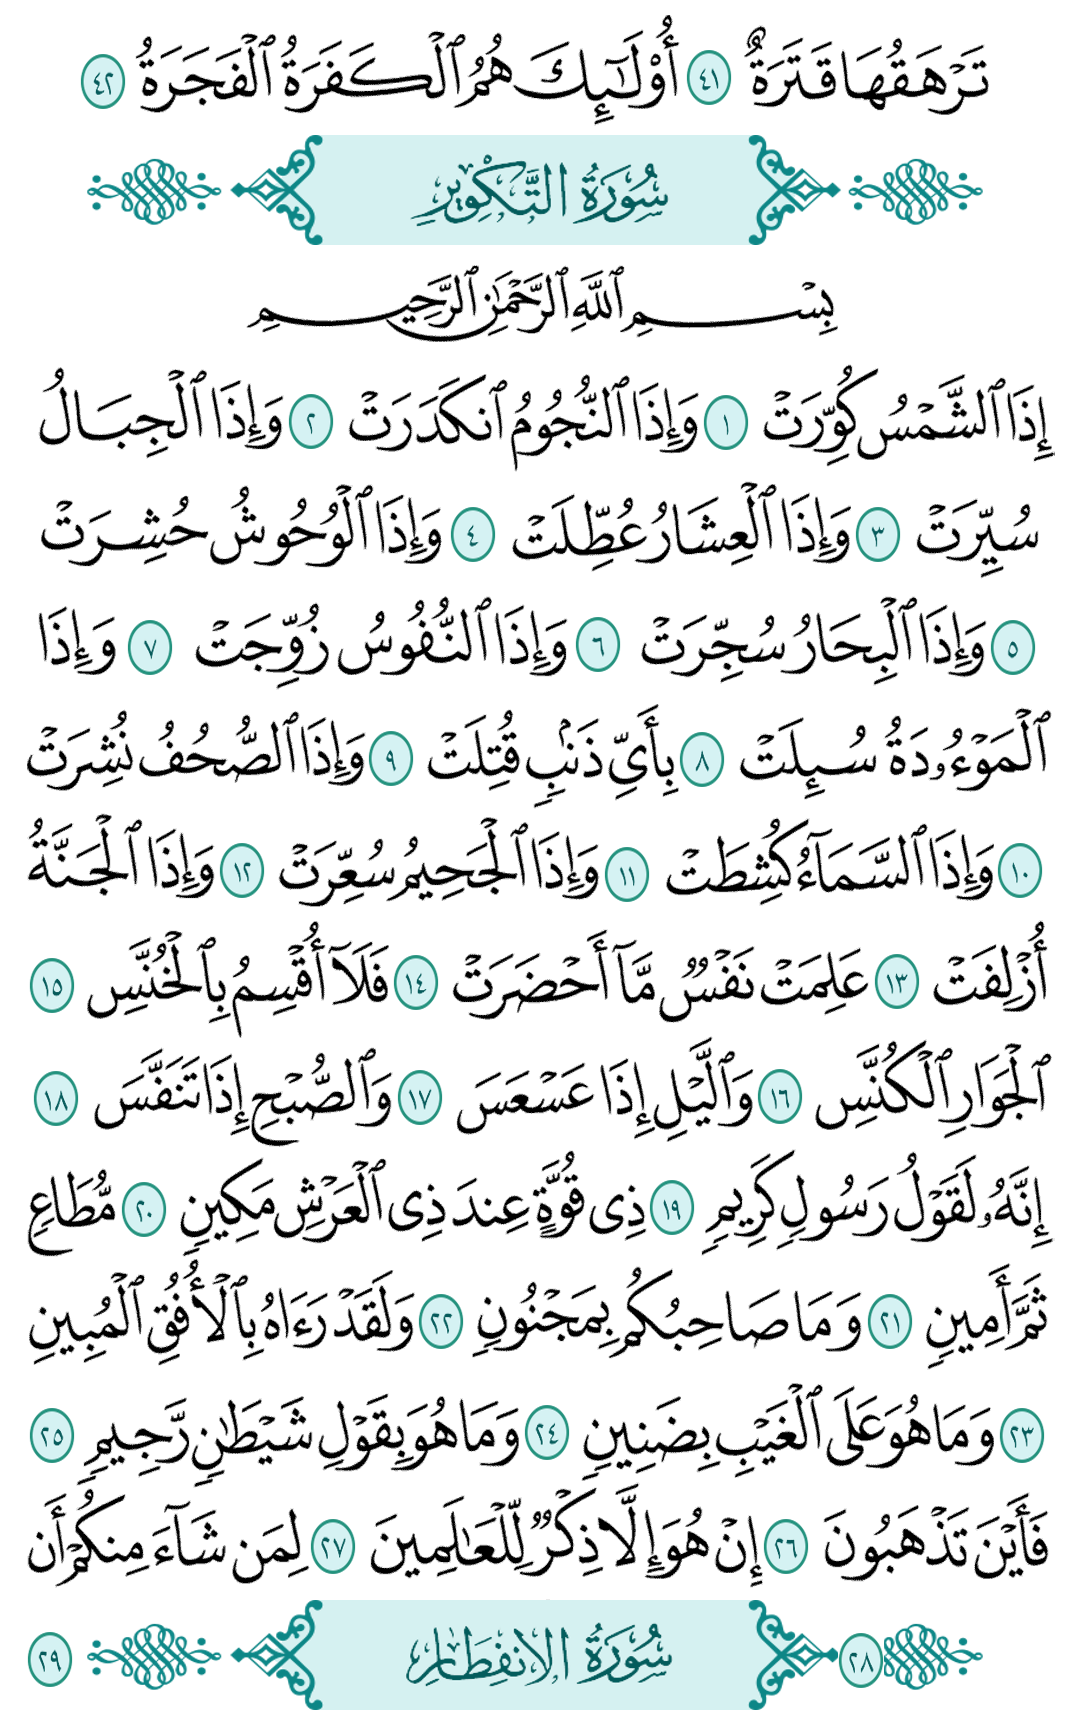 تَرْهَقُهَا قَتَرَةٌ ٤١ أُوْلَٰٓئِكَ هُمُ ٱلْكَفَرَةُ ٱلْفَجَرَةُ ٤٢
سُورَةُ التَّكْوِيرِ
بِسْمِ ٱللَّهِ ٱلرَّحْمَٰنِ ٱلرَّحِيمِ
إِذَا ٱلشَّمْسُ كُوِّرَتْ ١ وَإِذَا ٱلنُّجُومُ ٱنكَدَرَتْ ٢ وَإِذَا ٱلْجِبَالُ
سُيِّرَتْ ٣ وَإِذَا ٱلْعِشَارُ عُطِّلَتْ ٤ وَإِذَا ٱلْوُحُوشُ حُشِرَتْ
٥ وَإِذَا ٱلْبِحَارُ سُجِّرَتْ ٦ وَإِذَا ٱلنُّفُوسُ زُوِّجَتْ ٧ وَإِذَا
ٱلْمَوْءُۥدَةُ سُئِلَتْ ٨ بِأَىِّ ذَنۢبٍ قُتِلَتْ ٩ وَإِذَا ٱلصُّحُفُ نُشِرَتْ
١٠ وَإِذَا ٱلسَّمَآءُ كُشِطَتْ ١١ وَإِذَا ٱلْجَحِيمُ سُعِّرَتْ ١٢ وَإِذَا ٱلْجَنَّةُ
أُزْلِفَتْ ١٣ عَلِمَتْ نَفْسٌ مَّآ أَحْضَرَتْ ١٤ فَلَآ أُقْسِمُ بِٱلْخُنَّسِ ١٥
ٱلْجَوَارِ ٱلْكُنَّسِ ١٦ وَٱلَّيْلِ إِذَا عَسْعَسَ ١٧ وَٱلصُّبْحِ إِذَا تَنَفَّسَ ١٨
إِنَّهُۥ لَقَوْلُ رَسُولٍ كَرِيمٍ ١٩ ذِى قُوَّةٍ عِندَ ذِى ٱلْعَرْشِ مَكِينٍ ٢٠ مُّطَاعٍ
ثَمَّ أَمِينٍ ٢١ وَمَا صَاحِبُكُم بِمَجْنُونٍ ٢٢ وَلَقَدْ رَءَاهُ بِٱلْأُفُقِ ٱلْمُبِينِ
٢٣ وَمَا هُوَ عَلَى ٱلْغَيْبِ بِضَنِينٍ ٢٤ وَمَا هُوَ بِقَوْلِ شَيْطَٰنٍ رَّجِيمٍ ٢٥
فَأَيْنَ تَذْهَبُونَ ٢٦ إِنْ هُوَ إِلَّا ذِكْرٌ لِّلْعَٰلَمِينَ ٢٧ لِمَن شَآءَ مِنكُمْ أَن
٢٨ سُورَةُ الانفِطَارِ ٢٩